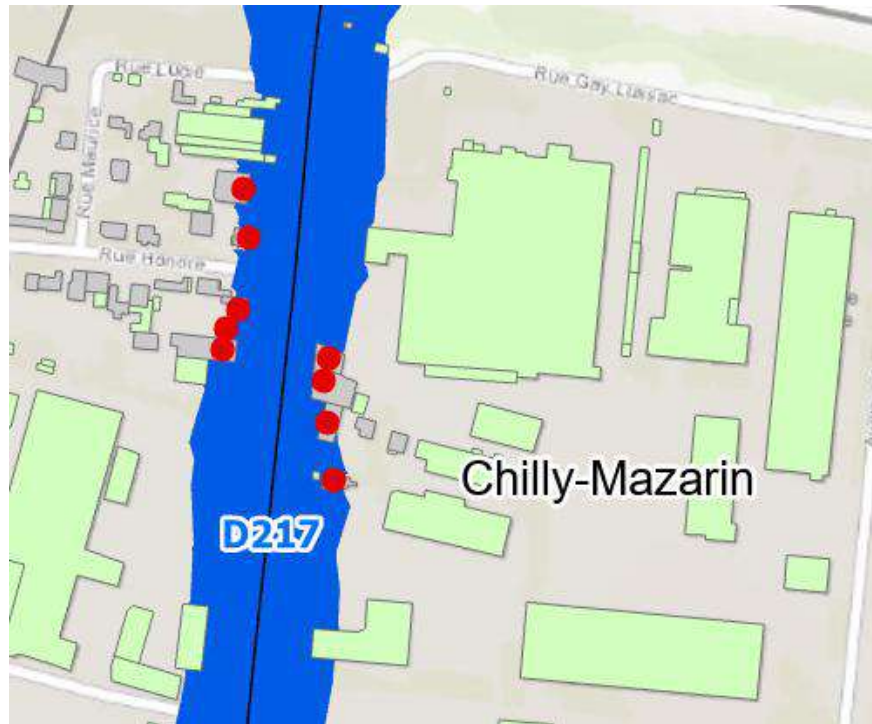 Rue Lucie
Rue Gay Lussac
Rue Maurice
Rue Honoré
Chilly-Mazarin
D217